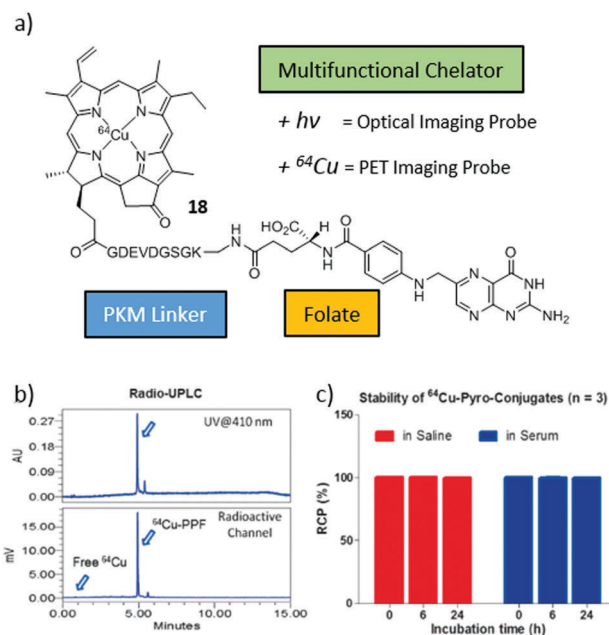 a)
Multifunctional Chelator
+ hν = Optical Imaging Probe
+ ⁶⁴Cu = PET Imaging Probe
N
N
⁶⁴Cu
N
N
O
18
O
GDEVDGSGK
H
N
O
HO₂C
H
N
H
O
N
H
N
N
O
NH
N
N
NH₂
PKM Linker
Folate
b)
Radio-UPLC
UV@410 nm
AU
0.27
0.18
0.09
0.00
Radioactive
Channel
⁶⁴Cu-PPF
Free ⁶⁴Cu
mV
15.00
10.00
5.00
0.00
0.00 5.00 10.00 15.00
Minutes
c)
Stability of ⁶⁴Cu-Pyro-Conjugates (n = 3)
in Saline
in Serum
RCP (%)
150
100
50
0
0 6 24 0 6 24
Incubation time (h)